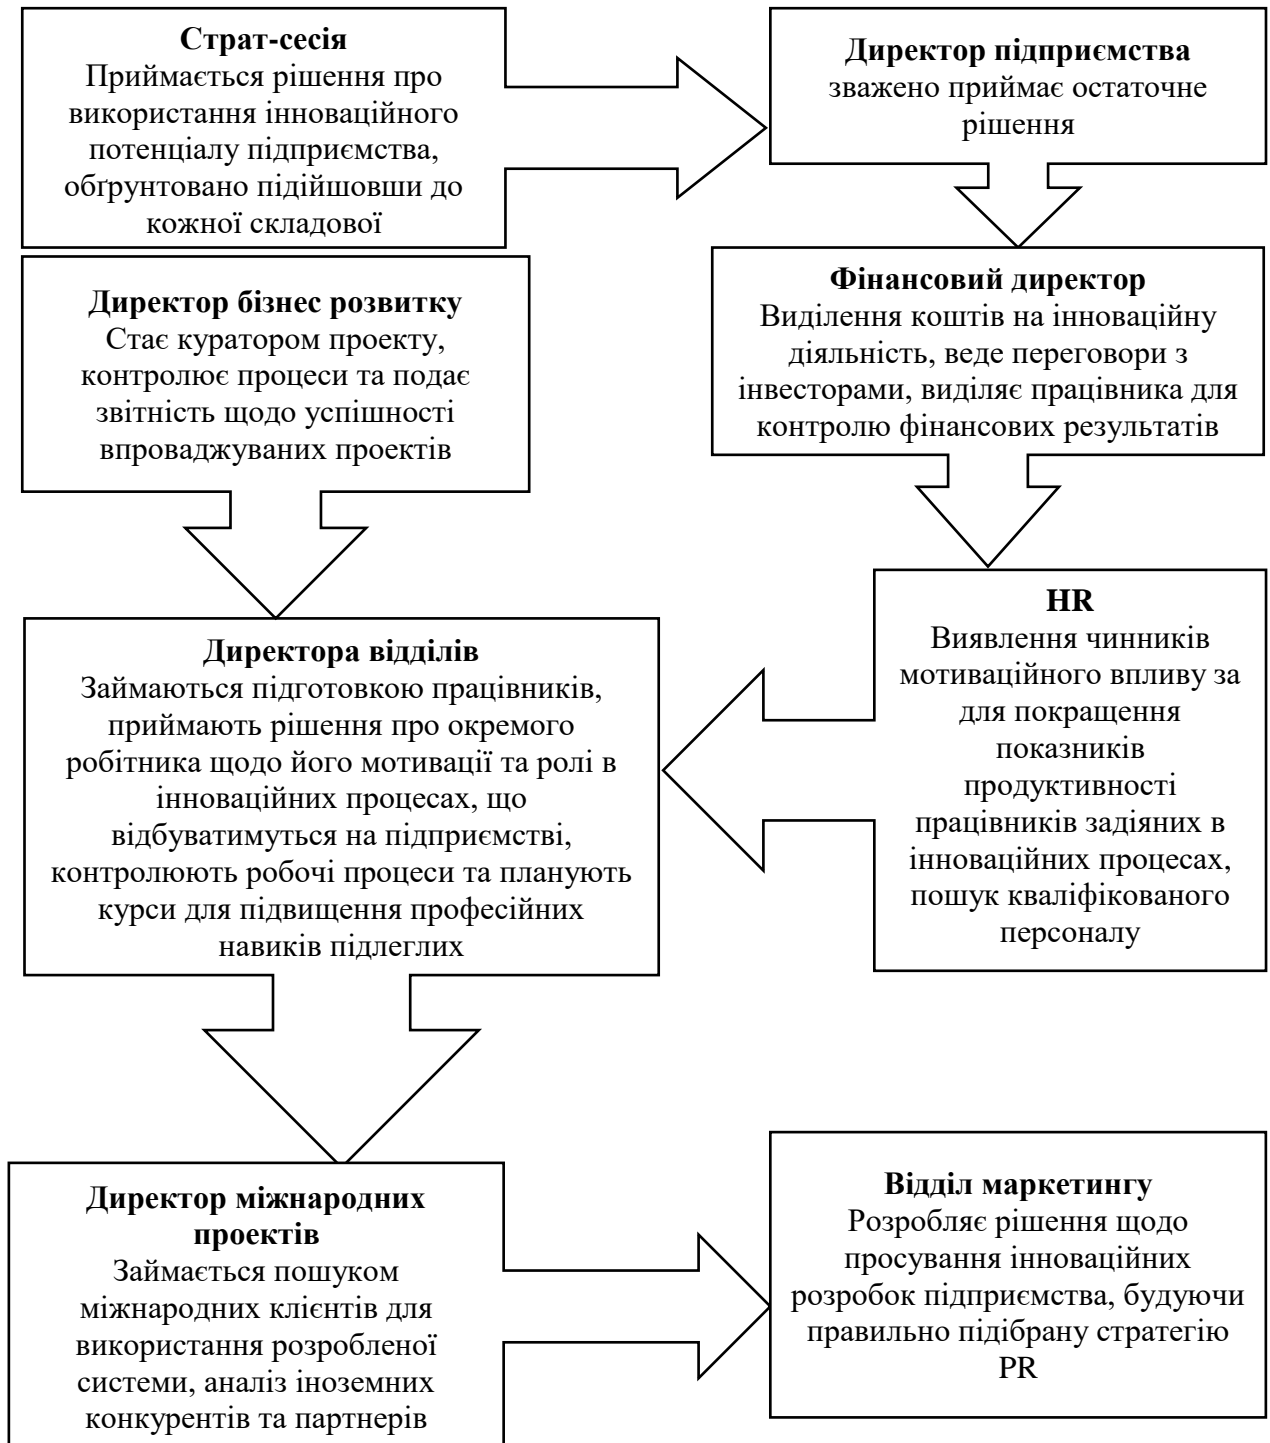 Страт-сесія
Приймається рішення про
використання інноваційного
потенціалу підприємства,
обґрунтовано підійшовши до
кожної складової
Директор підприємства
зважено приймає остаточне
рішення
Директор бізнес розвитку
Стає куратором проекту,
контролює процеси та подає
звітність щодо успішності
впроваджуваних проектів
Фінансовий директор
Виділення коштів на інноваційну
діяльність, веде переговори з
інвесторами, виділяє працівника для
контролю фінансових результатів
HR
Виявлення чинників
мотиваційного впливу за
для покращення
показників
продуктивності
працівників задіяних в
інноваційних процесах,
пошук кваліфікованого
персоналу
Директора відділів
Займаються підготовкою працівників,
приймають рішення про окремого
робітника щодо його мотивації та ролі в
інноваційних процесах, що
відбуватимуться на підприємстві,
контролюють робочі процеси та планують
курси для підвищення професійних
навиків підлеглих
Директор міжнародних
проектів
Займається пошуком
міжнародних клієнтів для
використання розробленої
системи, аналіз іноземних
конкурентів та партнерів
Відділ маркетингу
Розробляє рішення щодо
просування інноваційних
розробок підприємства, будуючи
правильно підібрану стратегію
PR